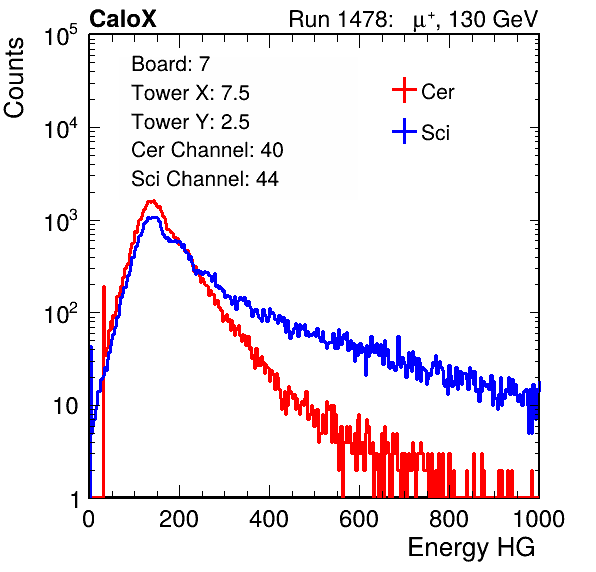 CaloX Run 1478: μ⁺, 130 GeV
Board: 7
Tower X: 7.5
Tower Y: 2.5
Cer Channel: 40
Sci Channel: 44
Cer
Sci
Counts
10⁵
10⁴
10³
10²
10
1
0 200 400 600 800 1000
Energy HG